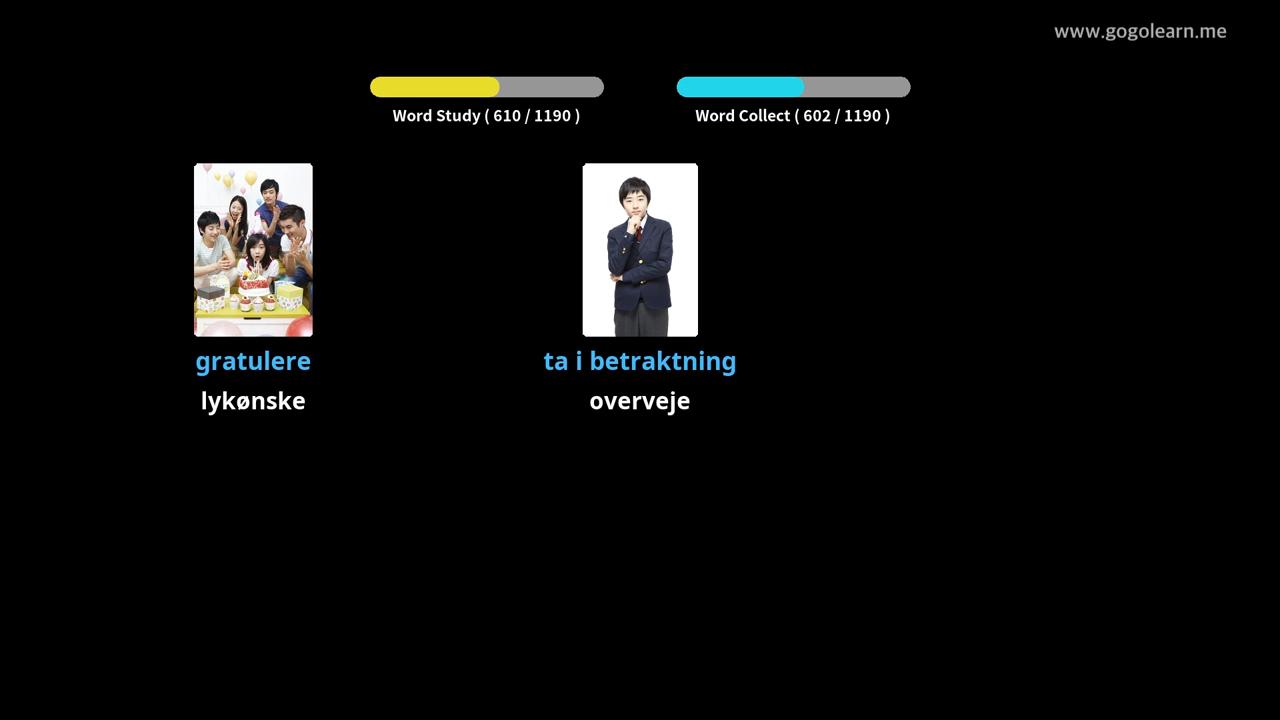 www.gogolearn.me
Word Study ( 610 / 1190 )
Word Collect ( 602 / 1190 )
gratulere
lykønske
ta i betraktning
overveje